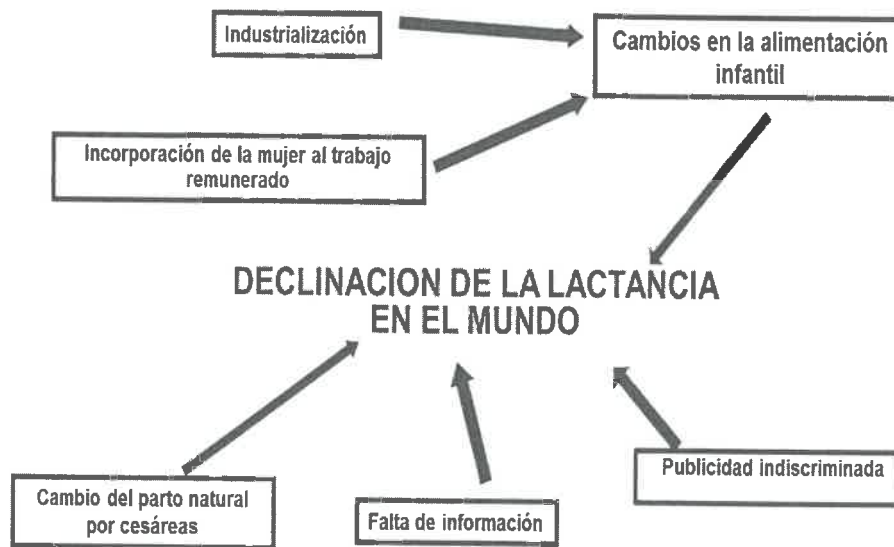 Industrialización
Cambios en la alimentación
infantil
Incorporación de la mujer al trabajo
remunerado
DECLINACION DE LA LACTANCIA
EN EL MUNDO
Cambio del parto natural
por cesáreas
Falta de información
Publicidad indiscriminada